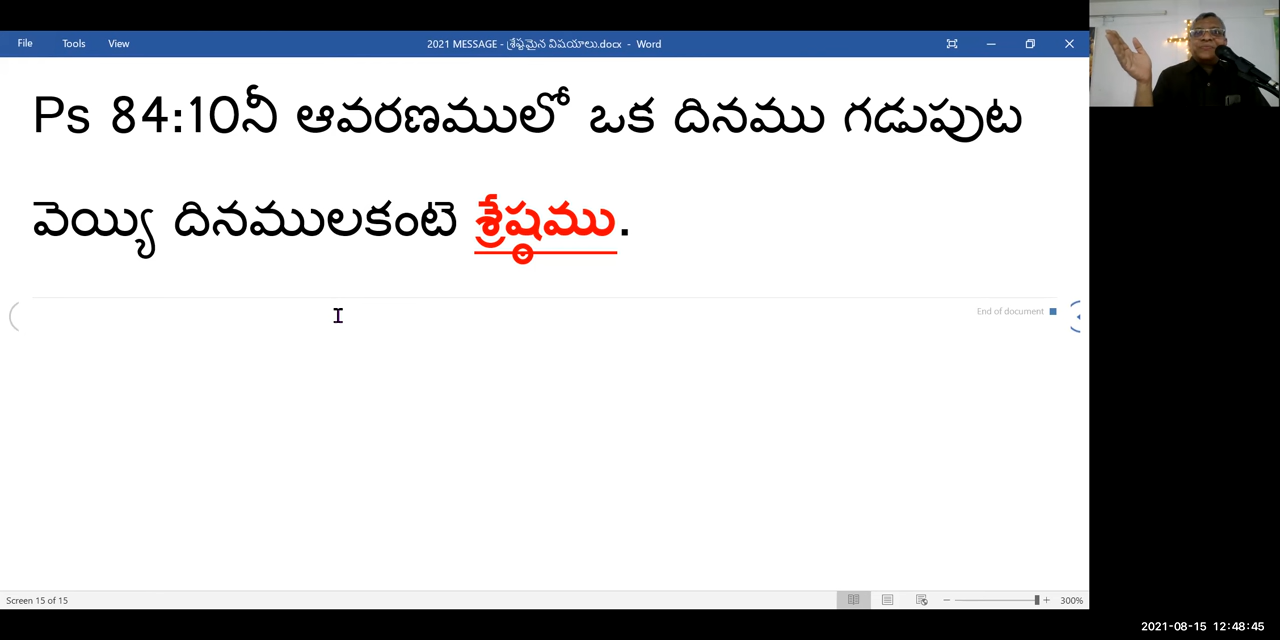 File Tools View 2021 MESSAGE - శ్రేష్ఠమైన విషయాలు.docx - Word
Ps 84:10నీ ఆవరణములో ఒక దినము గడుపుట
వెయ్యి దినములకంటె శ్రేష్ఠము.
End of document
Screen 15 of 15 300%
2021-08-15 12:48:45